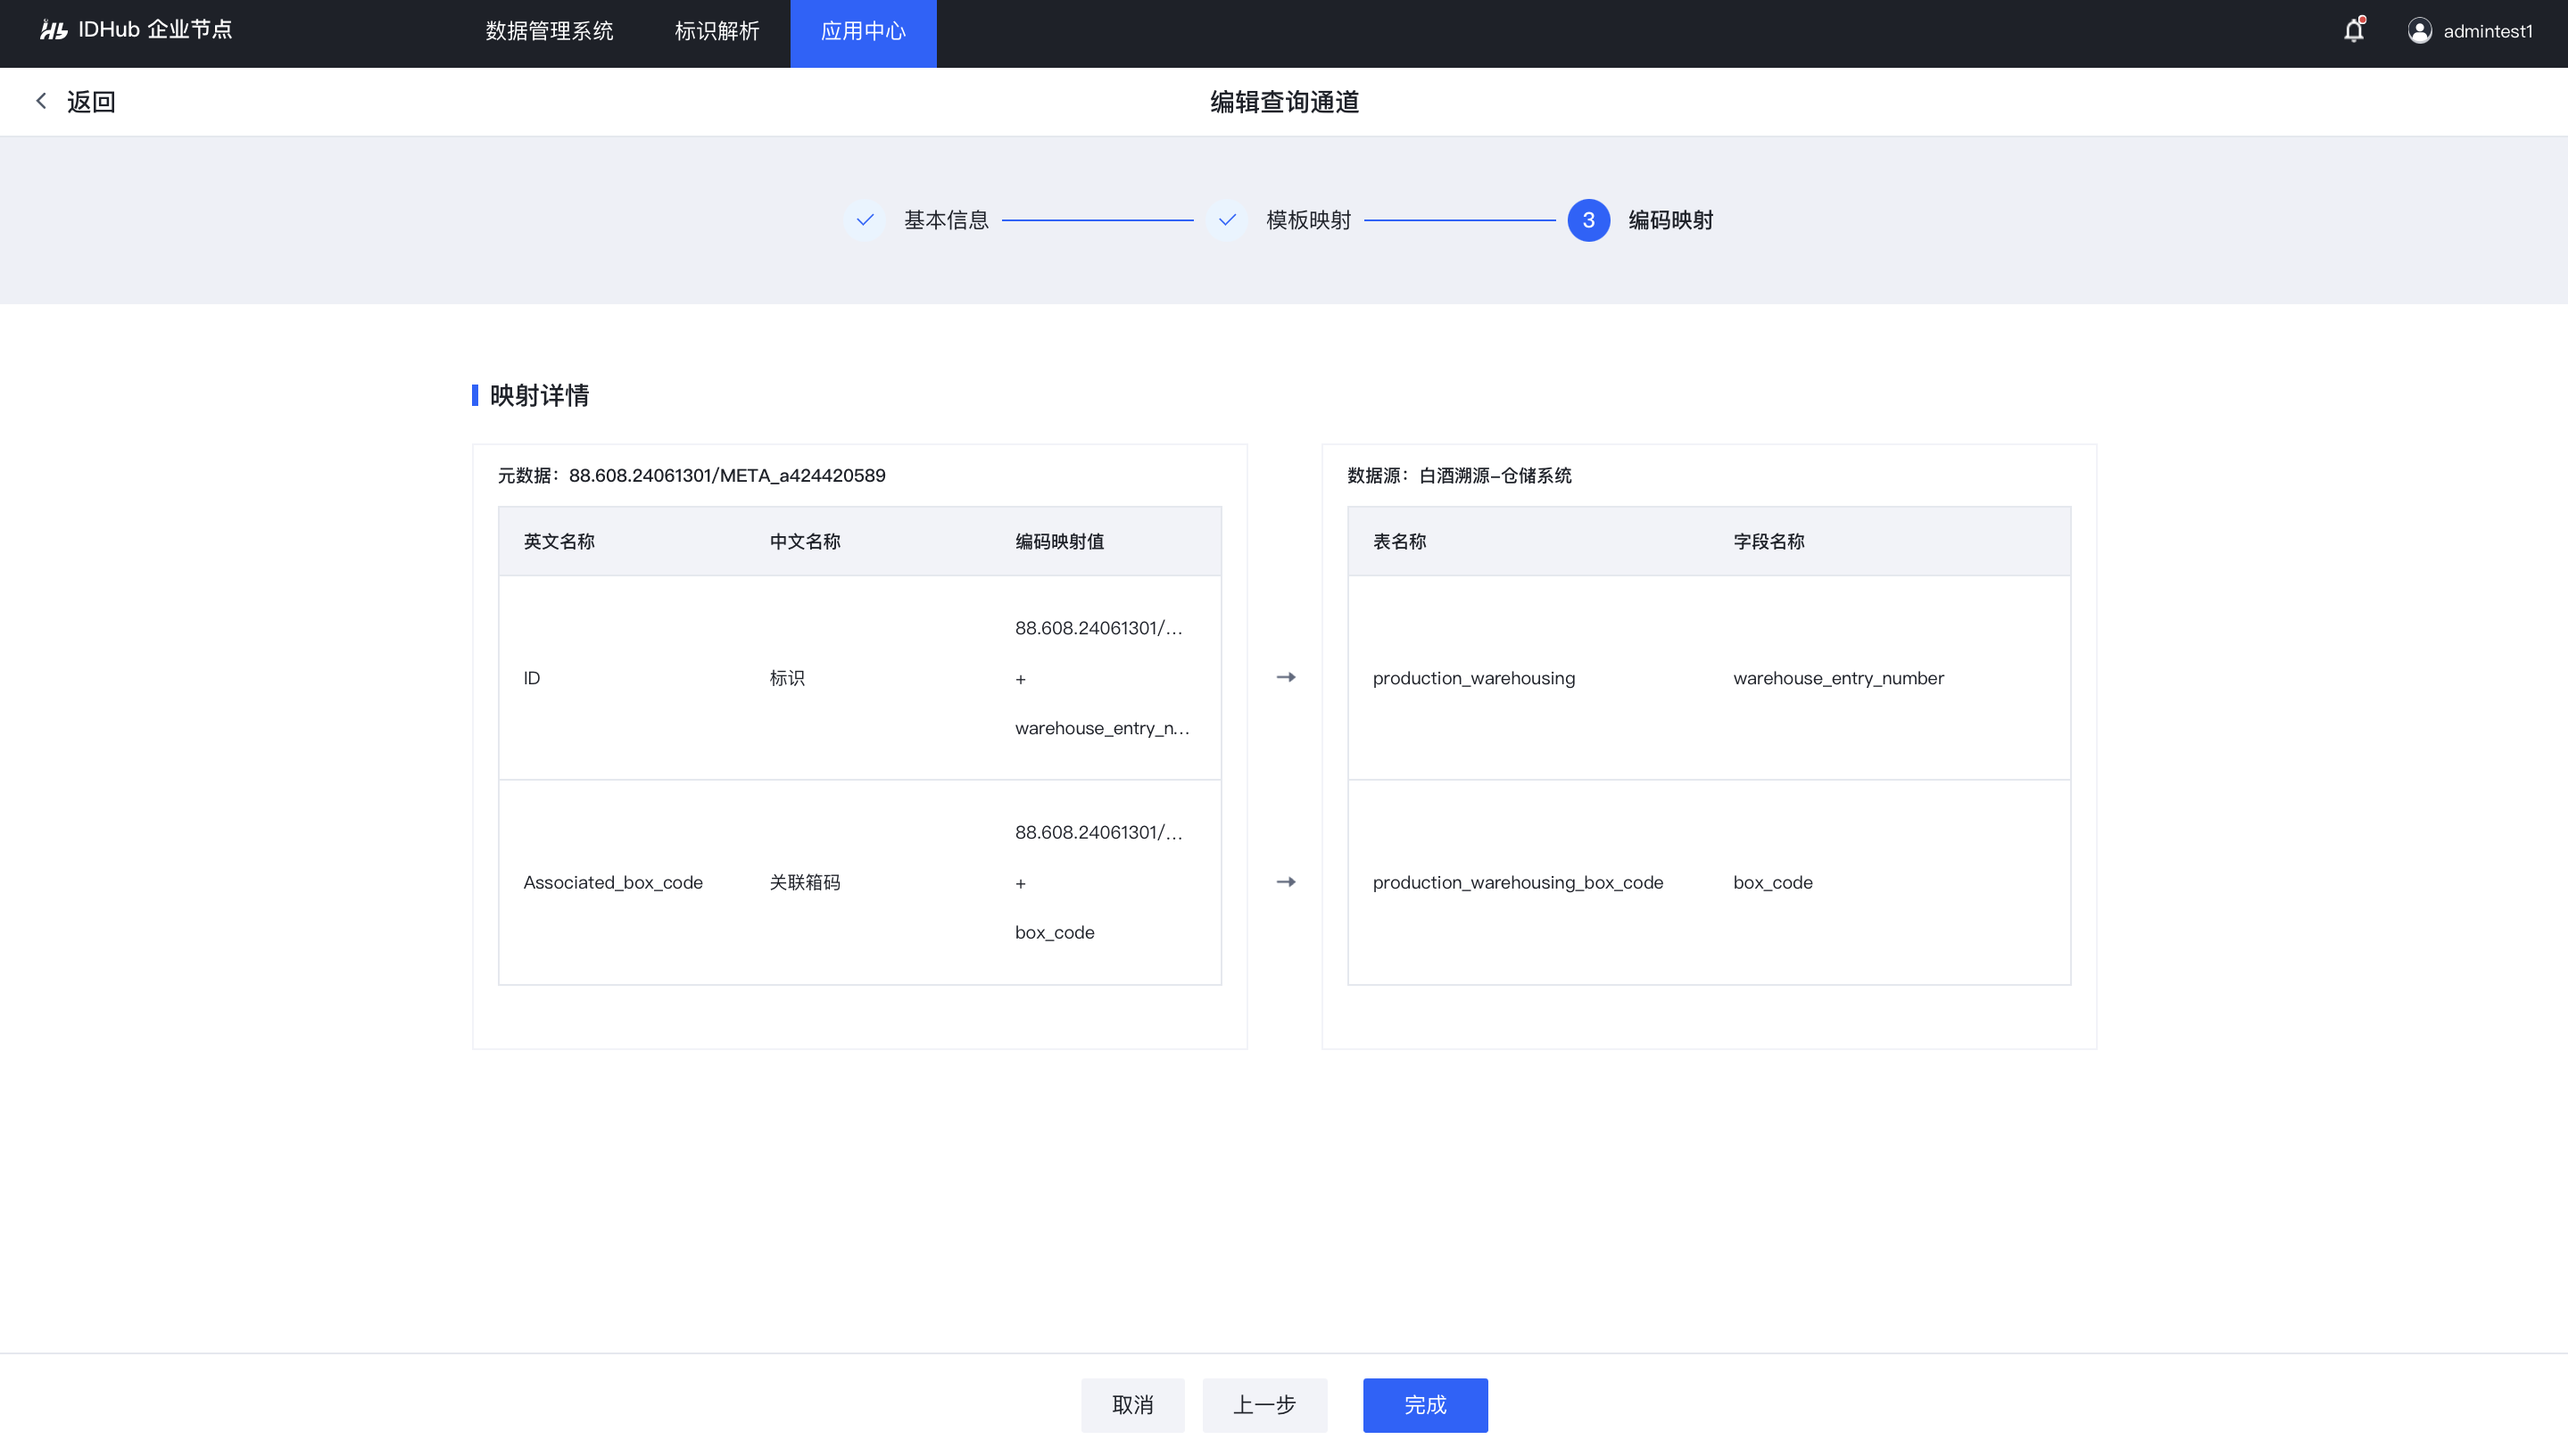 IDHub 企业节点
数据管理系统
标识解析
应用中心
admintest1
返回
编辑查询通道
基本信息
模板映射
3 编码映射
映射详情
元数据：88.608.24061301/META_a424420589
英文名称 中文名称 编码映射值
88.608.24061301/...
ID 标识 +
warehouse_entry_n...
88.608.24061301/...
Associated_box_code 关联箱码 +
box_code
数据源：白酒溯源-仓储系统
表名称 字段名称
production_warehousing warehouse_entry_number
production_warehousing_box_code box_code
取消
上一步
完成